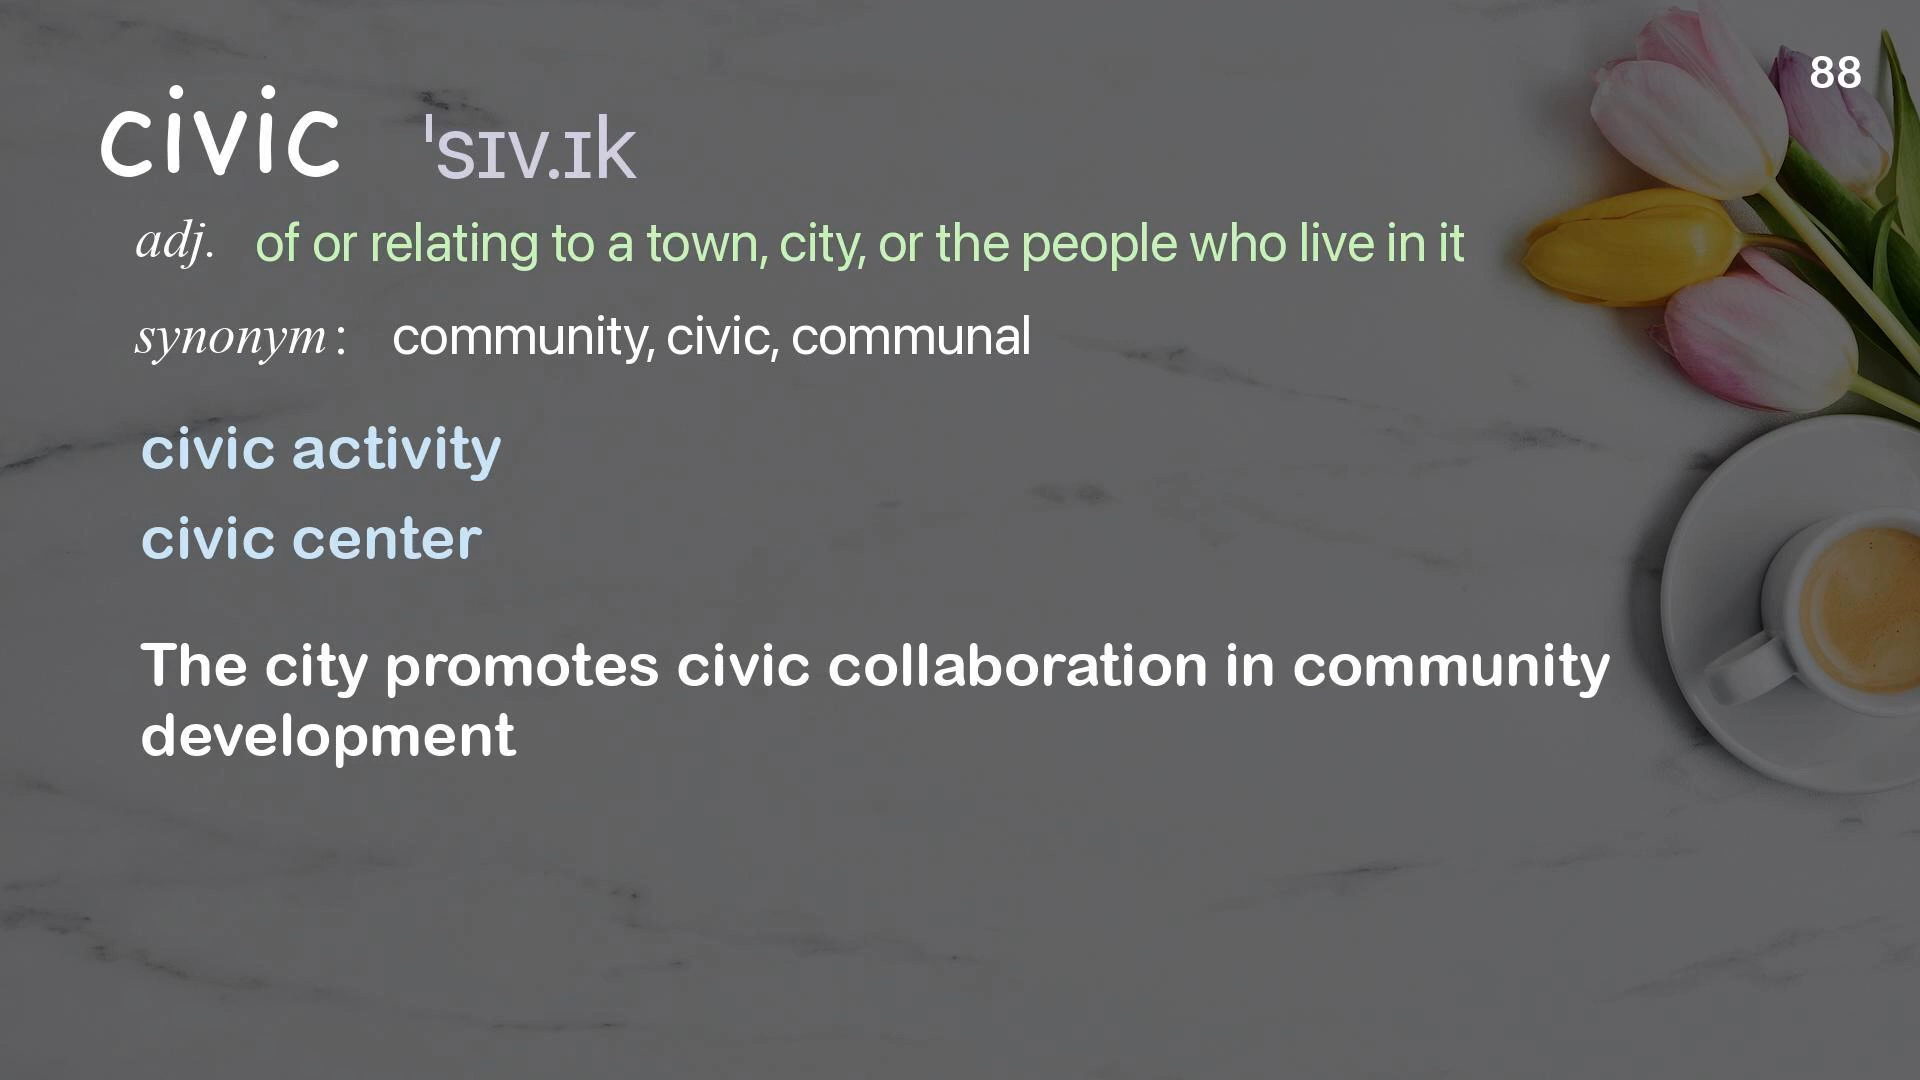 88
civic ˈsɪv.ɪk
adj. of or relating to a town, city, or the people who live in it
synonym : community, civic, communal
civic activity
civic center
The city promotes civic collaboration in community
development